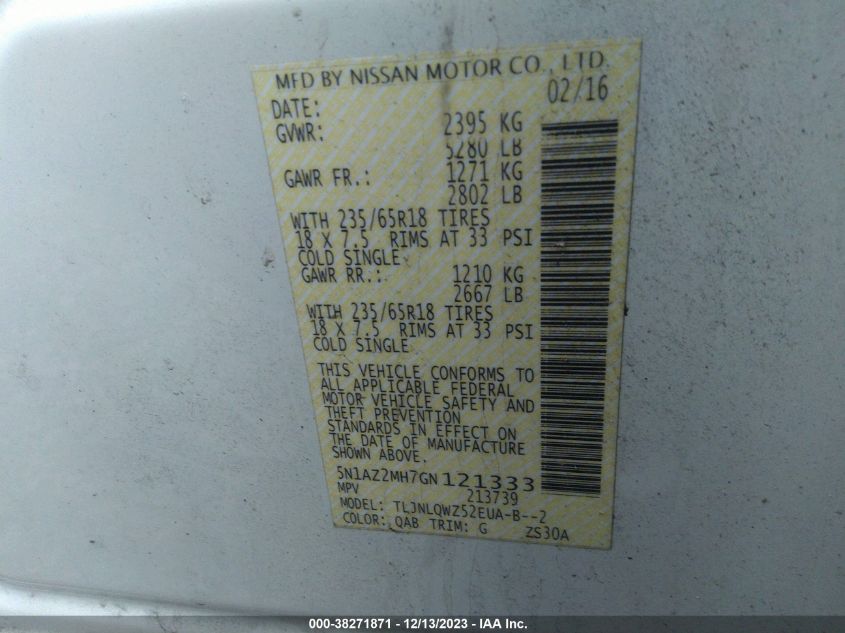 MFD BY NISSAN MOTOR CO., LTD.
DATE: 02/16
GVWR: 2395 KG
5280 LB
GAWR FR.: 1271 KG
2802 LB
WITH 235/65R18 TIRES
18 X 7.5 RIMS AT 33 PSI
COLD SINGLE
GAWR RR.: 1210 KG
2667 LB
WITH 235/65R18 TIRES
18 X 7.5 RIMS AT 33 PSI
COLD SINGLE
THIS VEHICLE CONFORMS TO
ALL APPLICABLE FEDERAL
MOTOR VEHICLE SAFETY AND
THEFT PREVENTION
STANDARDS IN EFFECT ON
THE DATE OF MANUFACTURE
SHOWN ABOVE.
5N1AZ2MH7GN121333
MPV 213739
MODEL: TLJNLQWZ52EUA-B--2
COLOR: QAB TRIM: G ZS30A
000-38271871 - 12/13/2023 - IAA Inc.